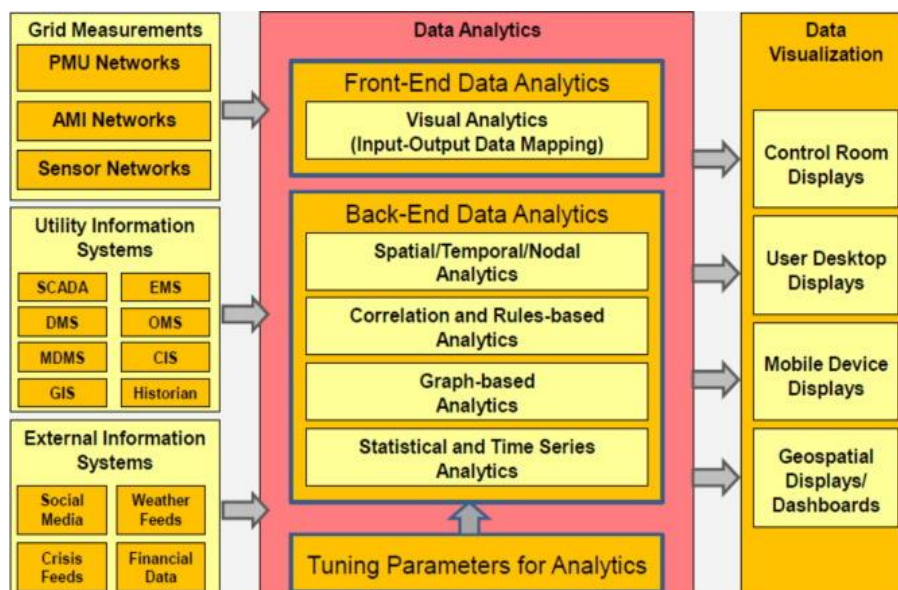 Grid Measurements
PMU Networks
AMI Networks
Sensor Networks
Utility Information
Systems
SCADA
EMS
DMS
OMS
MDMS
CIS
GIS
Historian
External Information
Systems
Social
Media
Weather
Feeds
Crisis
Feeds
Financial
Data
Data Analytics
Front-End Data Analytics
Visual Analytics
(Input-Output Data Mapping)
Back-End Data Analytics
Spatial/Temporal/Nodal
Analytics
Correlation and Rules-based
Analytics
Graph-based
Analytics
Statistical and Time Series
Analytics
Tuning Parameters for Analytics
Data
Visualization
Control Room
Displays
User Desktop
Displays
Mobile Device
Displays
Geospatial
Displays/
Dashboards